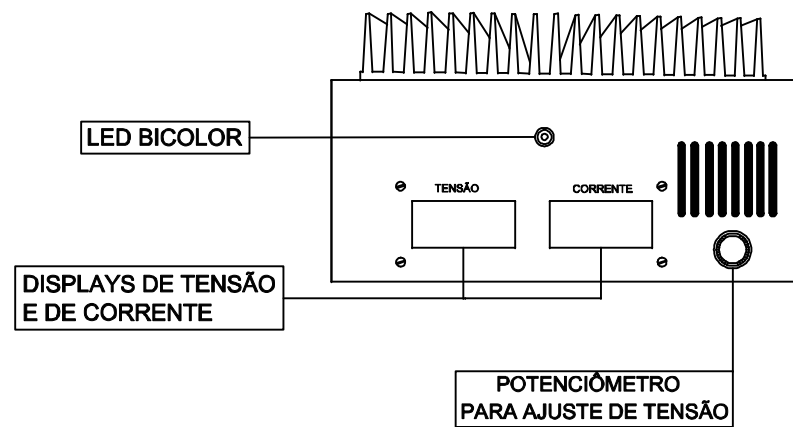 LED BICOLOR
TENSÃO
CORRENTE
DISPLAYS DE TENSÃO
E DE CORRENTE
POTENCIÔMETRO
PARA AJUSTE DE TENSÃO